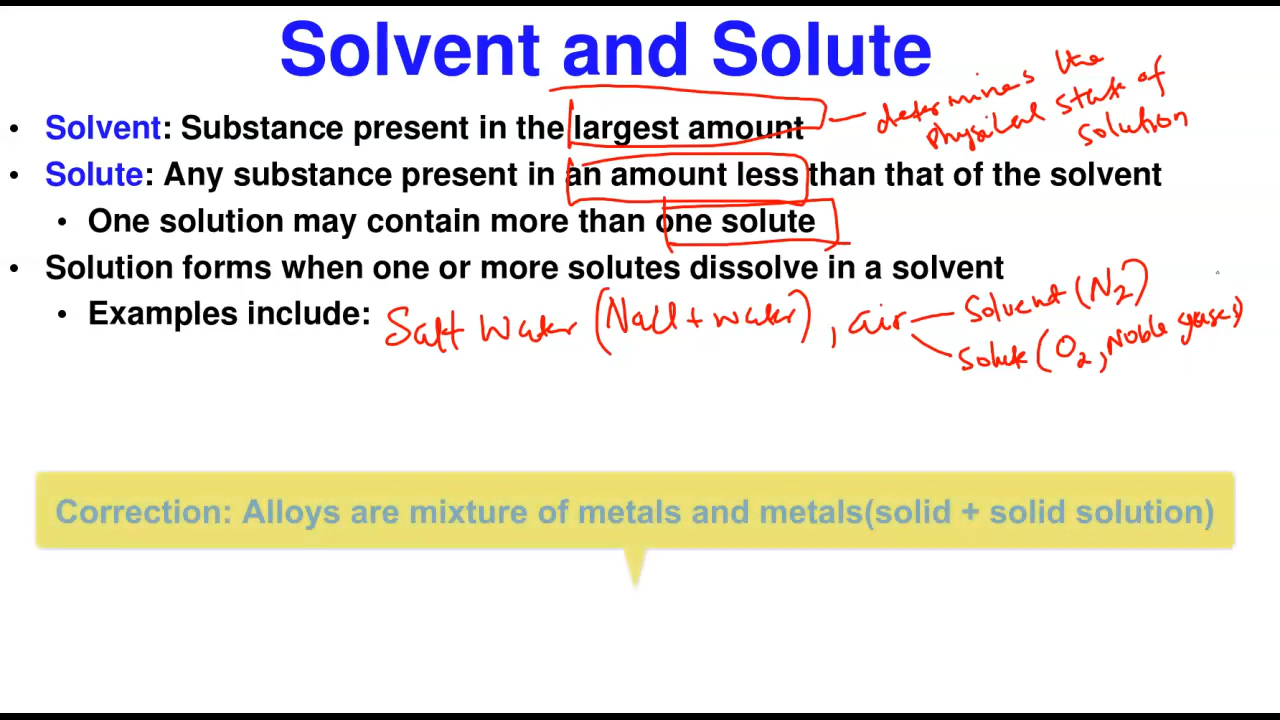 Solvent and Solute
• Solvent: Substance present in the largest amount
determines the
physical state of
solution
• Solute: Any substance present in an amount less than that of the solvent
• One solution may contain more than one solute
• Solution forms when one or more solutes dissolve in a solvent
• Examples include: Salt Water (NaCl + water), air
Solvent (N2)
Solute (O2, Noble gases)
Correction: Alloys are mixture of metals and metals(solid + solid solution)